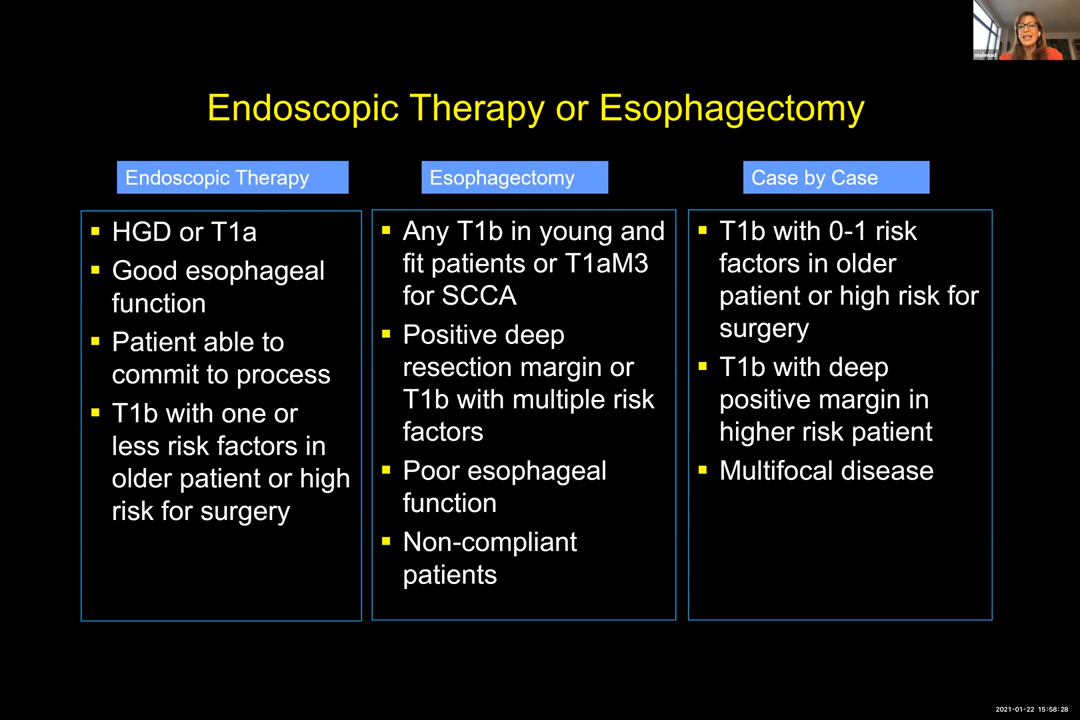 Endoscopic Therapy or Esophagectomy
Endoscopic Therapy
▪ HGD or T1a
▪ Good esophageal
function
▪ Patient able to
commit to process
▪ T1b with one or
less risk factors in
older patient or high
risk for surgery
Esophagectomy
▪ Any T1b in young and
fit patients or T1aM3
for SCCA
▪ Positive deep
resection margin or
T1b with multiple risk
factors
▪ Poor esophageal
function
▪ Non-compliant
patients
Case by Case
▪ T1b with 0-1 risk
factors in older
patient or high risk for
surgery
▪ T1b with deep
positive margin in
higher risk patient
▪ Multifocal disease
2021-01-22 15:58:28